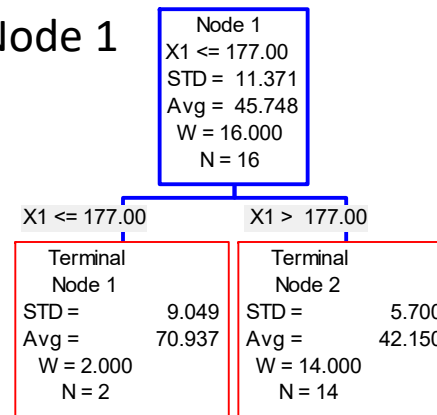 Node 1
Node 1
X1 <= 177.00
STD = 11.371
Avg = 45.748
W = 16.000
N = 16
X1 <= 177.00
X1 > 177.00
Terminal
Node 1
STD = 9.049
Avg = 70.937
W = 2.000
N = 2
Terminal
Node 2
STD = 5.700
Avg = 42.150
W = 14.000
N = 14